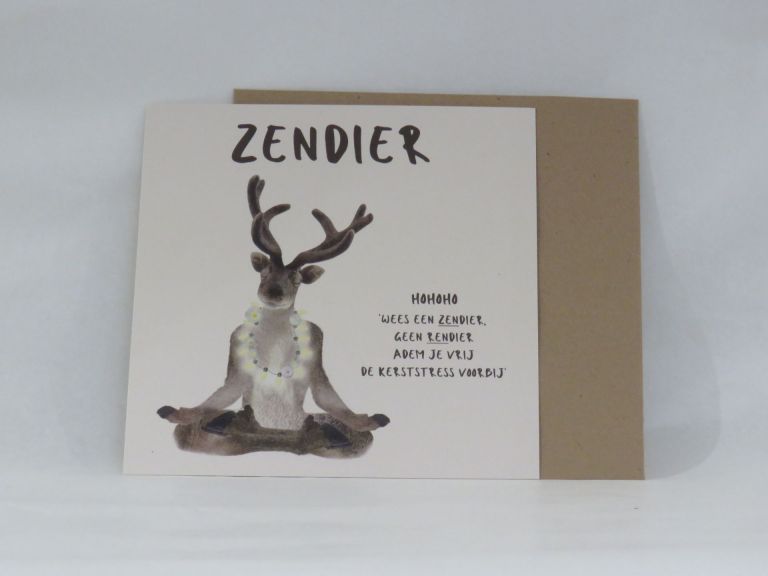 ZENDIER
HOHOHO
'WEES EEN ZENDIER,
GEEN RENDIER
ADEM JE VRIJ
DE KERSTSTRESS VOORBIJ'